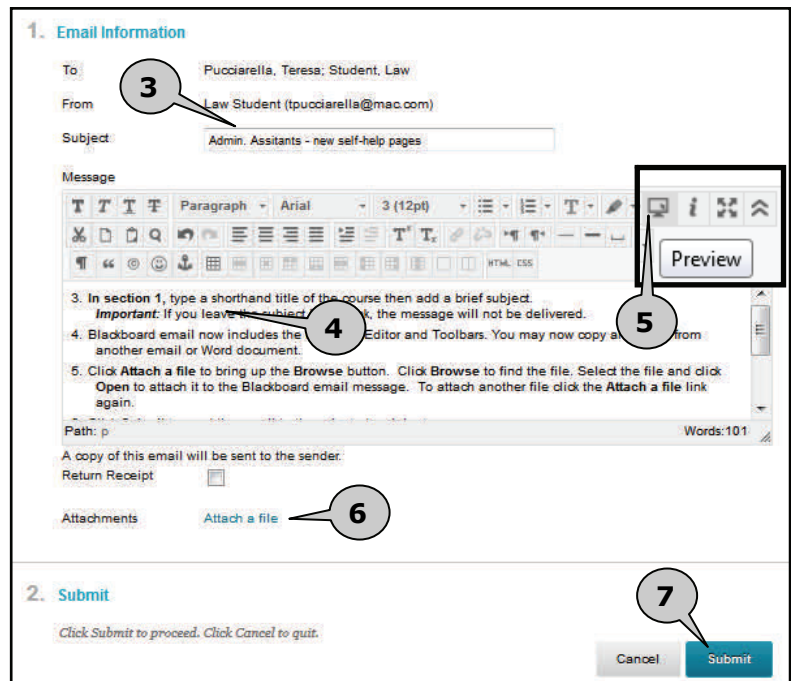 1. Email Information
To Pucciarella, Teresa; Student, Law
3
From Law Student (tpucciarella@mac.com)
Subject Admin. Assitants - new self-help pages
Message
T T T T Paragraph Arial 3 (12pt) T i
T˟ Tₓ ¶ ¶
¶ “ © HTML CSS
Preview
5
3. In section 1, type a shorthand title of the course then add a brief subject.
Important: If you leave the subject k, the message will not be delivered.
4
4. Blackboard email now includes the Editor and Toolbars. You may now copy an from
another email or Word document.
5. Click Attach a file to bring up the Browse button. Click Browse to find the file. Select the file and click
Open to attach it to the Blackboard email message. To attach another file click the Attach a file link
again.
Path: p Words:101
A copy of this email will be sent to the sender.
Return Receipt
Attachments Attach a file 6
2. Submit
7
Click Submit to proceed. Click Cancel to quit.
Cancel Submit